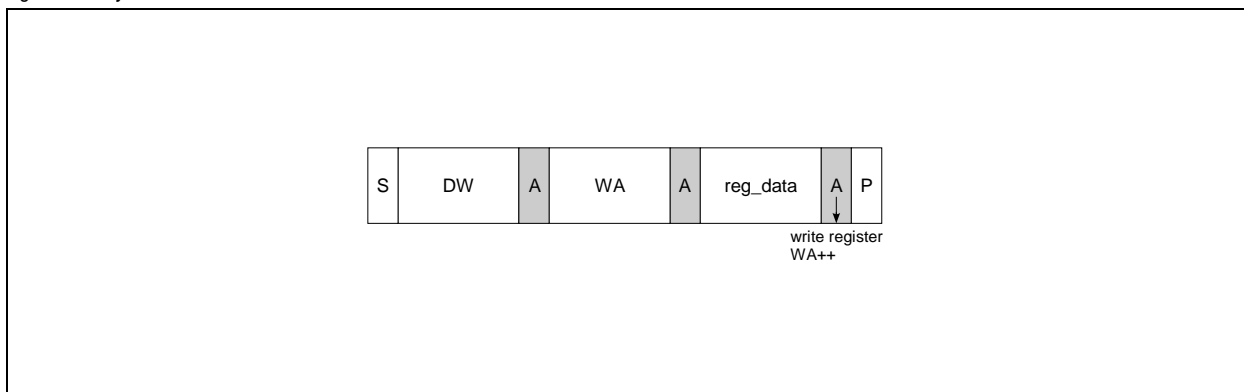 S DW A WA A reg_data A P
write register
WA++